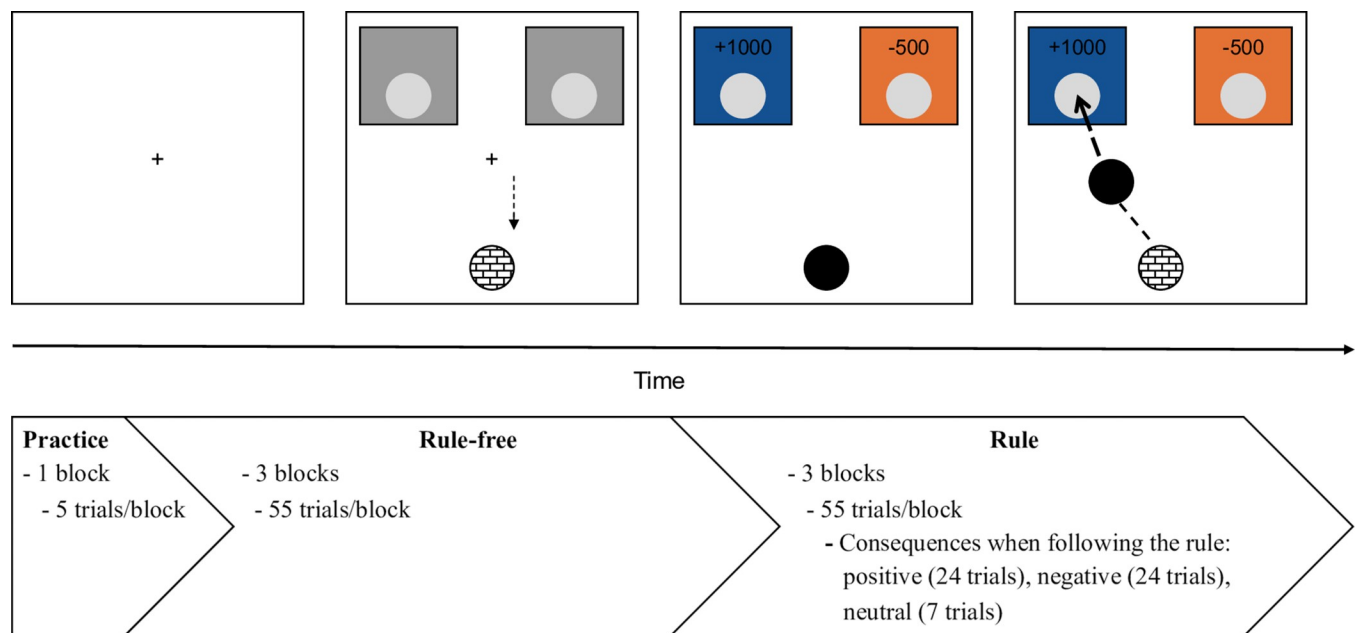 +
+
+1000
-500
+1000
-500
Time
Practice
- 1 block
- 5 trials/block
Rule-free
- 3 blocks
- 55 trials/block
Rule
- 3 blocks
- 55 trials/block
- Consequences when following the rule:
positive (24 trials), negative (24 trials),
neutral (7 trials)